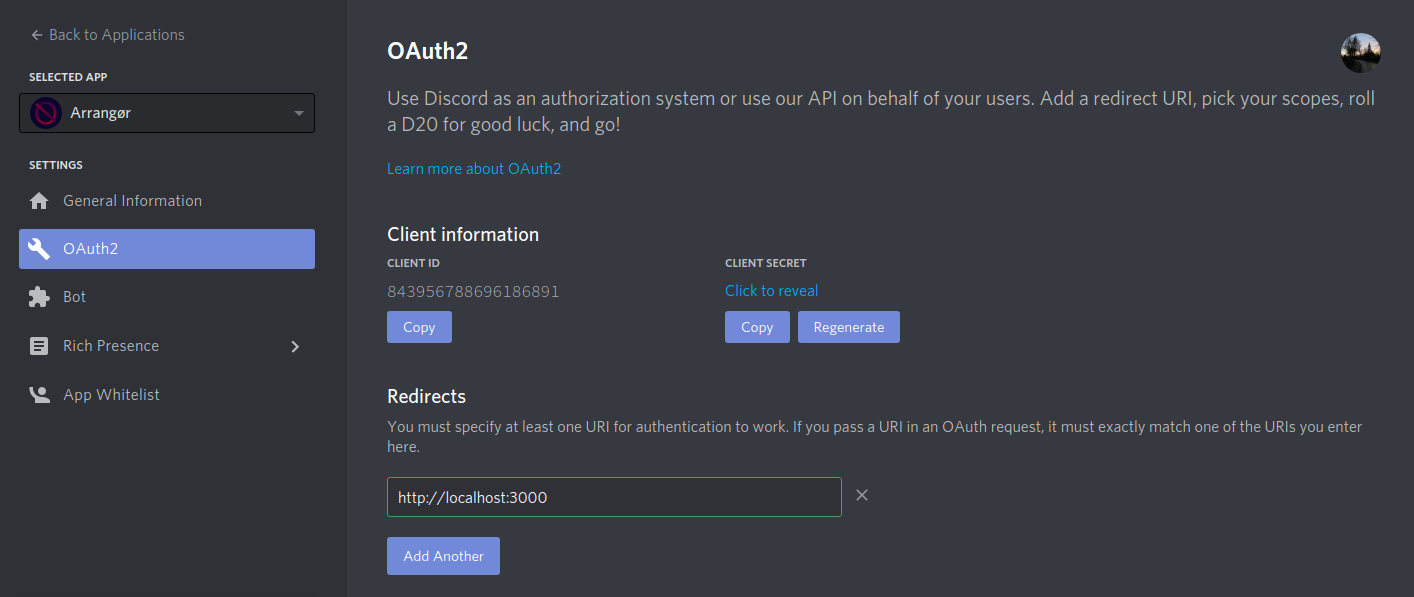 Back to Applications
SELECTED APP
Arrangør
SETTINGS
General Information
OAuth2
Bot
Rich Presence
App Whitelist
OAuth2
Use Discord as an authorization system or use our API on behalf of your users. Add a redirect URI, pick your scopes, roll
a D20 for good luck, and go!
Learn more about OAuth2
Client information
CLIENT ID
843956788696186891
Copy
CLIENT SECRET
Click to reveal
Copy Regenerate
Redirects
You must specify at least one URI for authentication to work. If you pass a URI in an OAuth request, it must exactly match one of the URIs you enter
here.
http://localhost:3000
Add Another